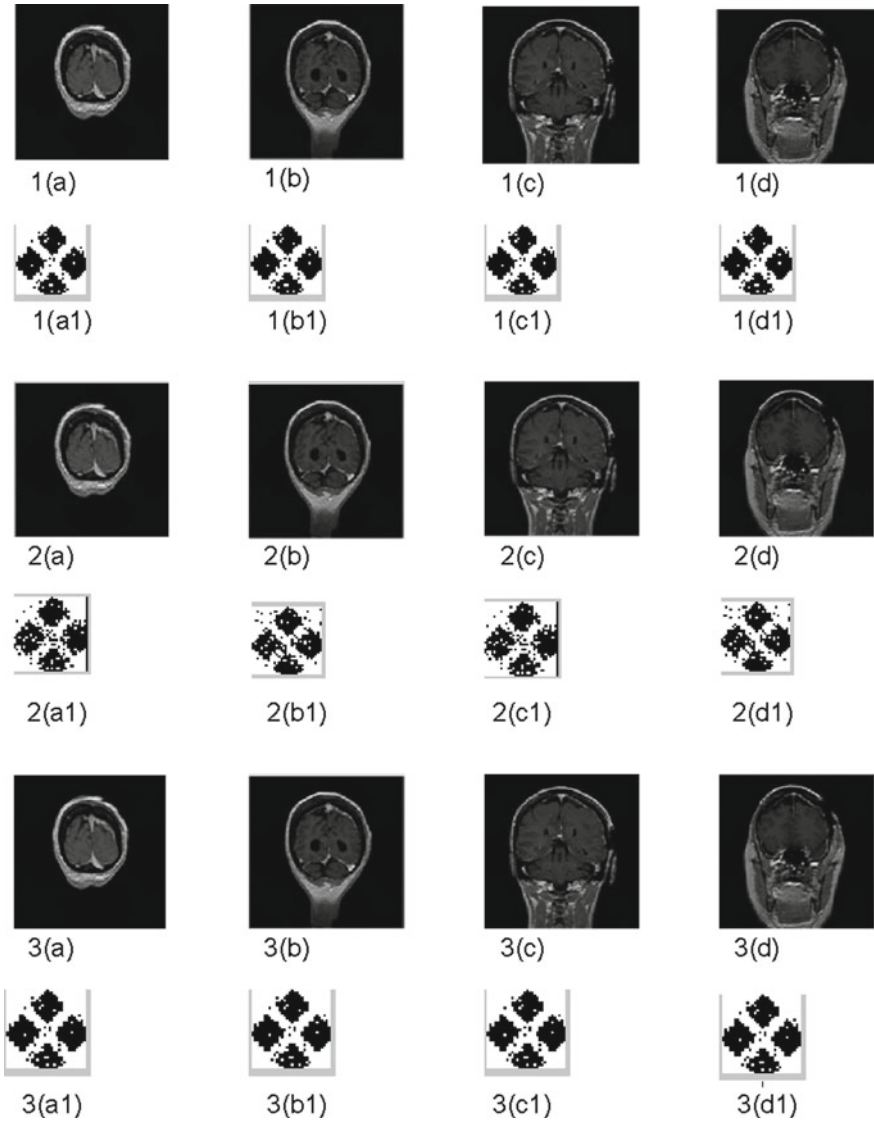 1(a) 1(b) 1(c) 1(d)
1(a1) 1(b1) 1(c1) 1(d1)
2(a) 2(b) 2(c) 2(d)
2(a1) 2(b1) 2(c1) 2(d1)
3(a) 3(b) 3(c) 3(d)
3(a1) 3(b1) 3(c1) 3(d1)